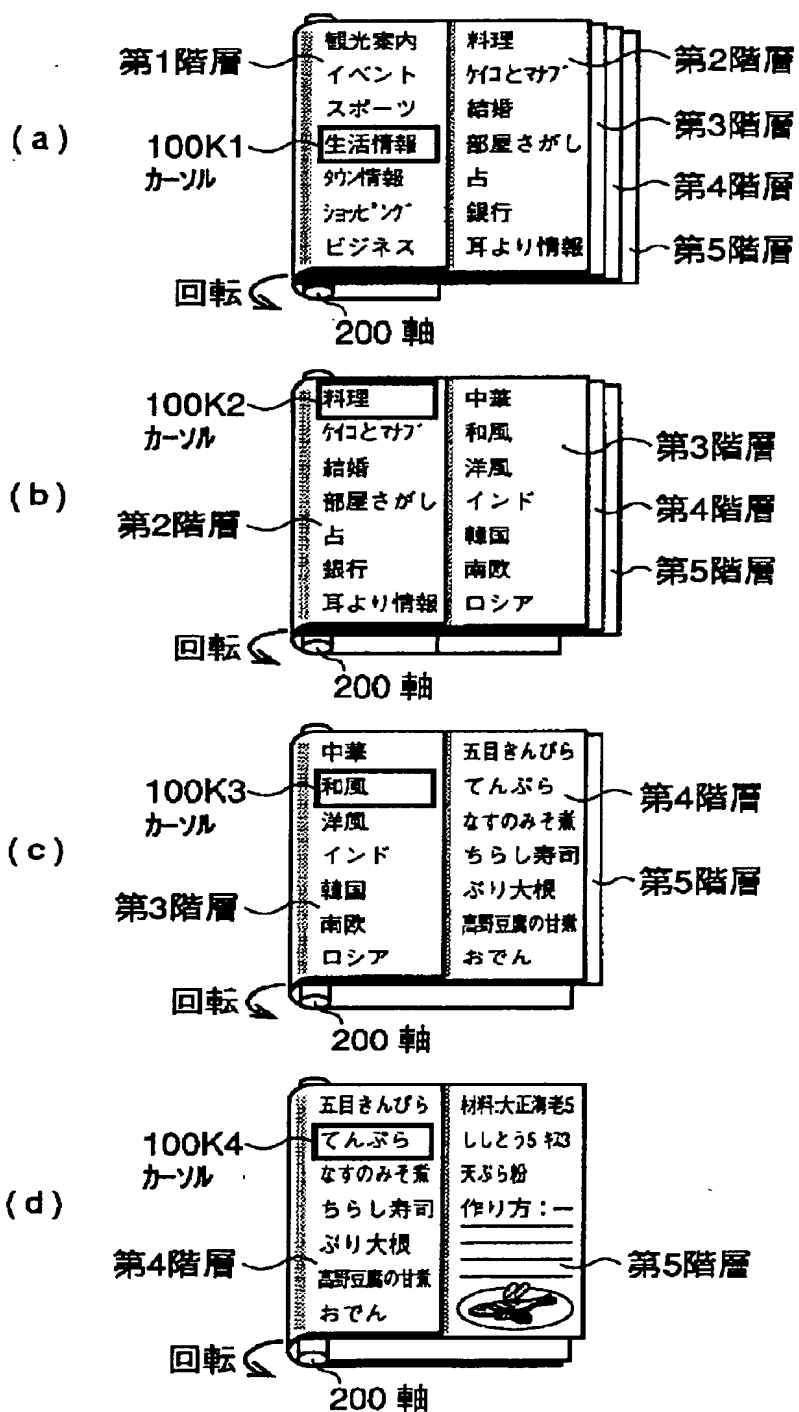 (a)
第1階層
100K1
カーソル
観光案内
イベント
スポーツ
生活情報
タウン情報
ショッピング
ビジネス
料理
ケイコとマナブ
結婚
部屋さがし
占
銀行
耳より情報
第2階層
第3階層
第4階層
第5階層
回転
200 軸
(b)
100K2
カーソル
第2階層
料理
ケイコとマナブ
結婚
部屋さがし
占
銀行
耳より情報
中華
和風
洋風
インド
韓国
南欧
ロシア
第3階層
第4階層
第5階層
回転
200 軸
(c)
100K3
カーソル
第3階層
中華
和風
洋風
インド
韓国
南欧
ロシア
五目きんぴら
てんぷら
なすのみそ煮
ちらし寿司
ぶり大根
高野豆腐の甘煮
おでん
第4階層
第5階層
回転
200 軸
(d)
100K4
カーソル
第4階層
五目きんぴら
てんぷら
なすのみそ煮
ちらし寿司
ぶり大根
高野豆腐の甘煮
おでん
材料:大正海老5
ししとう5 キス3
天ぷら粉
作り方:ー
第5階層
回転
200 軸